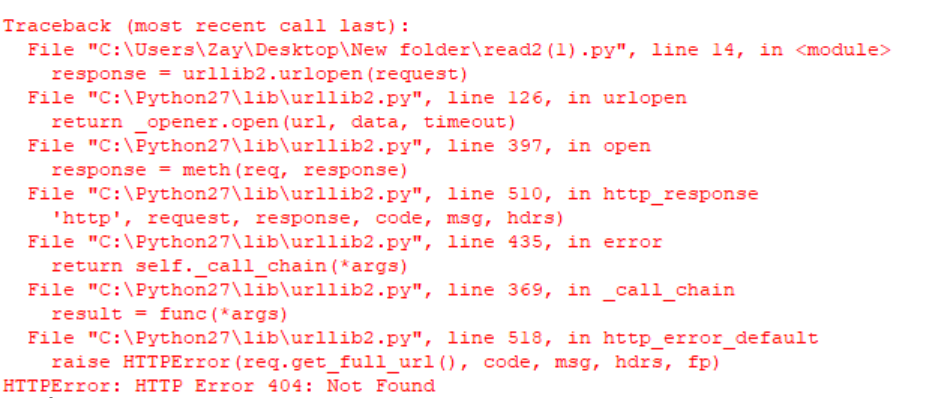 Traceback (most recent call last):
  File "C:\Users\Zay\Desktop\New folder\read2(1).py", line 14, in <module>
    response = urllib2.urlopen(request)
  File "C:\Python27\lib\urllib2.py", line 126, in urlopen
    return _opener.open(url, data, timeout)
  File "C:\Python27\lib\urllib2.py", line 397, in open
    response = meth(req, response)
  File "C:\Python27\lib\urllib2.py", line 510, in http_response
    'http', request, response, code, msg, hdrs)
  File "C:\Python27\lib\urllib2.py", line 435, in error
    return self._call_chain(*args)
  File "C:\Python27\lib\urllib2.py", line 369, in _call_chain
    result = func(*args)
  File "C:\Python27\lib\urllib2.py", line 518, in http_error_default
    raise HTTPError(req.get_full_url(), code, msg, hdrs, fp)
HTTPError: HTTP Error 404: Not Found